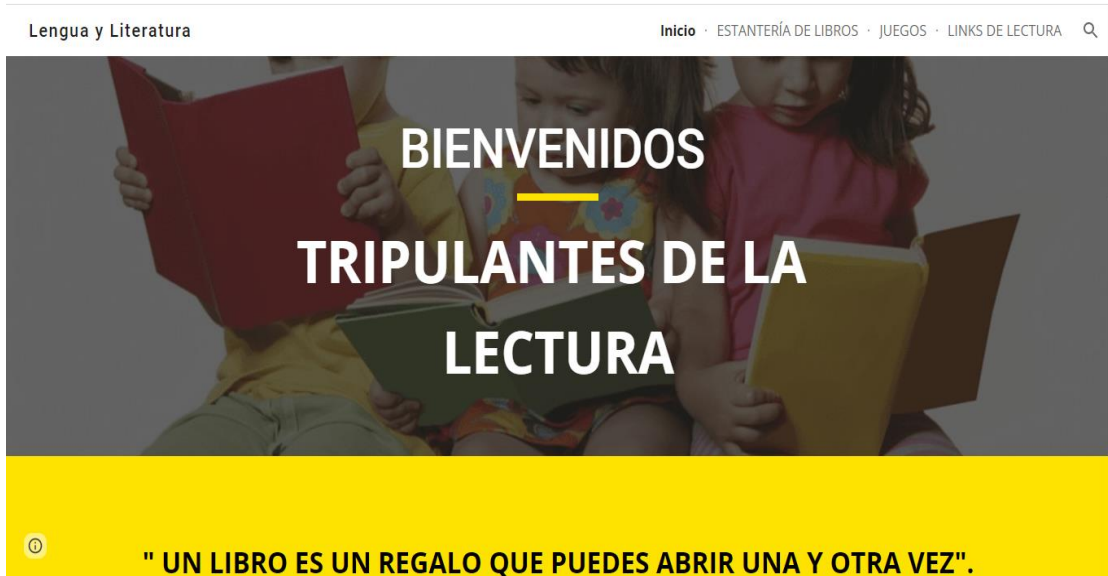 Lengua y Literatura
Inicio · ESTANTERÍA DE LIBROS · JUEGOS · LINKS DE LECTURA
BIENVENIDOS
TRIPULANTES DE LA
LECTURA
" UN LIBRO ES UN REGALO QUE PUEDES ABRIR UNA Y OTRA VEZ".